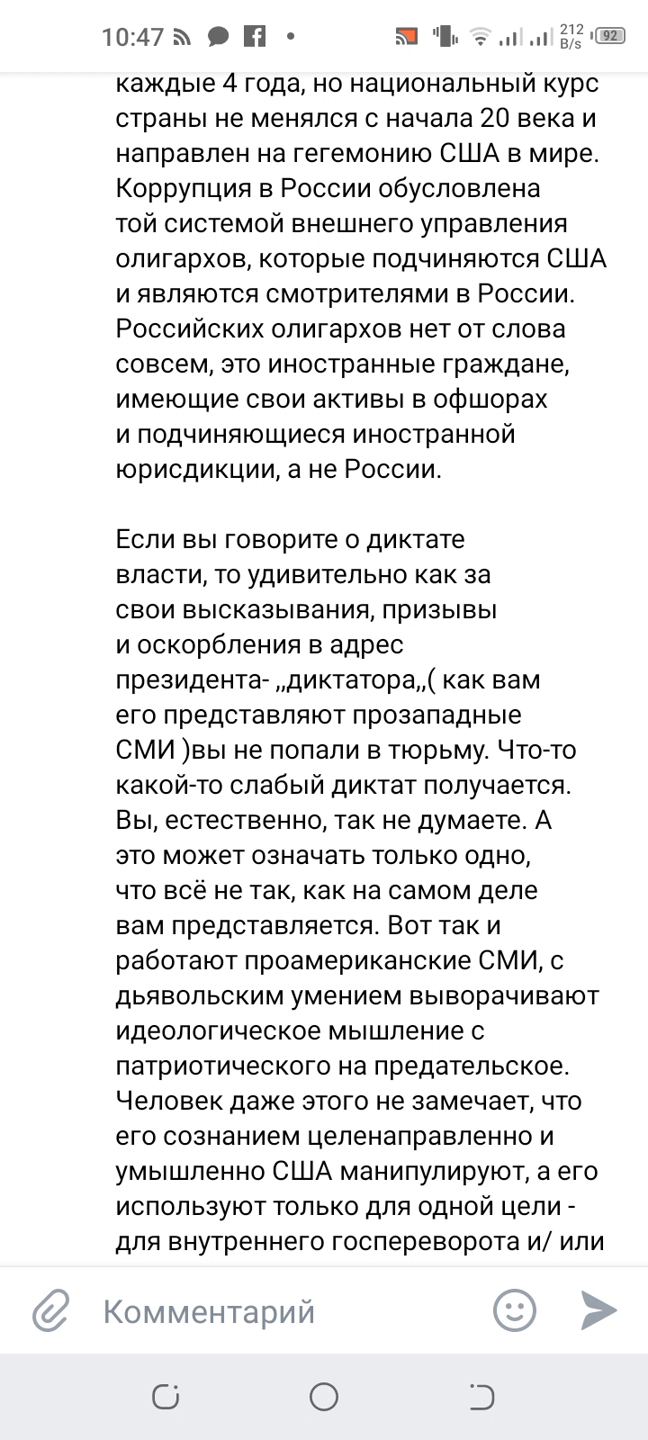 10:47
212
B/s
92
каждые 4 года, но национальный курс
страны не менялся с начала 20 века и
направлен на гегемонию США в мире.
Коррупция в России обусловлена
той системой внешнего управления
олигархов, которые подчиняются США
и являются смотрителями в России.
Российских олигархов нет от слова
совсем, это иностранные граждане,
имеющие свои активы в офшорах
и подчиняющиеся иностранной
юрисдикции, а не России.
Если вы говорите о диктате
власти, то удивительно как за
свои высказывания, призывы
и оскорбления в адрес
президента- ,,диктатора,,( как вам
его представляют прозападные
СМИ )вы не попали в тюрьму. Что-то
какой-то слабый диктат получается.
Вы, естественно, так не думаете. А
это может означать только одно,
что всё не так, как на самом деле
вам представляется. Вот так и
работают проамериканские СМИ, с
дьявольским умением выворачивают
идеологическое мышление с
патриотического на предательское.
Человек даже этого не замечает, что
его сознанием целенаправленно и
умышленно США манипулируют, а его
используют только для одной цели -
для внутреннего госпереворота и/ или
Комментарий